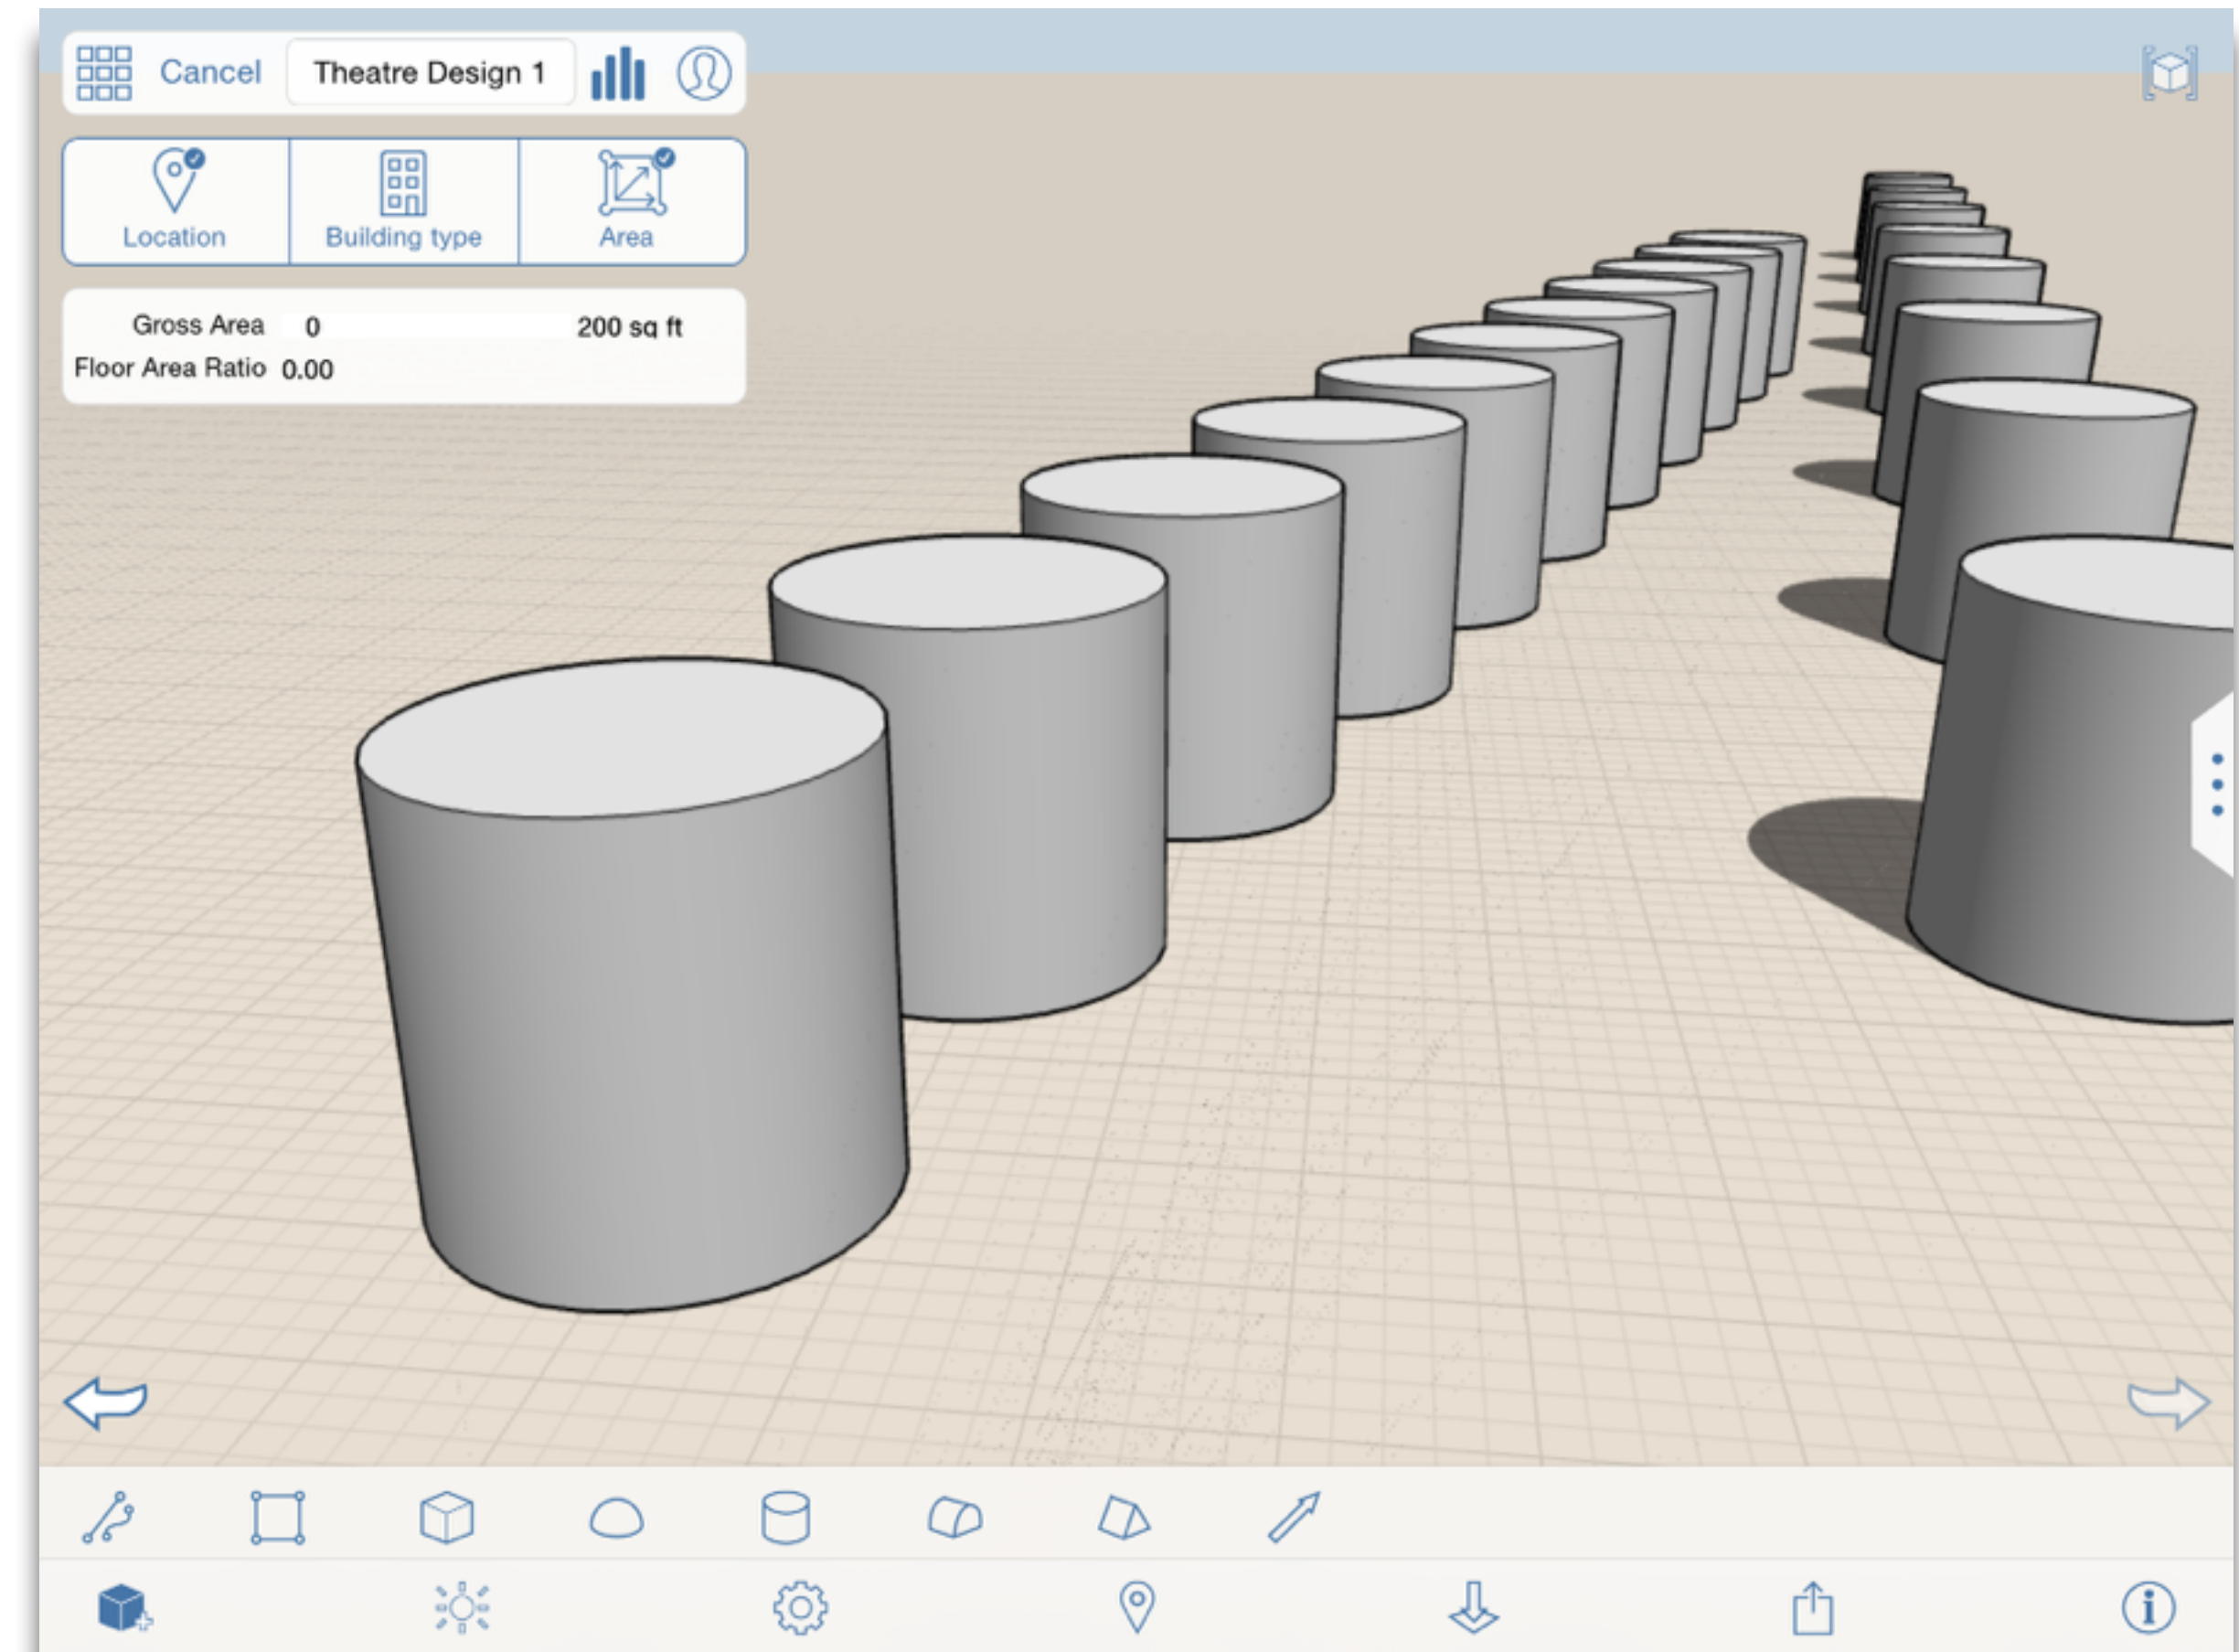 Cancel
Theatre Design 1
Location
Building type
Area
Gross Area 0 200 sq ft
Floor Area Ratio 0.00